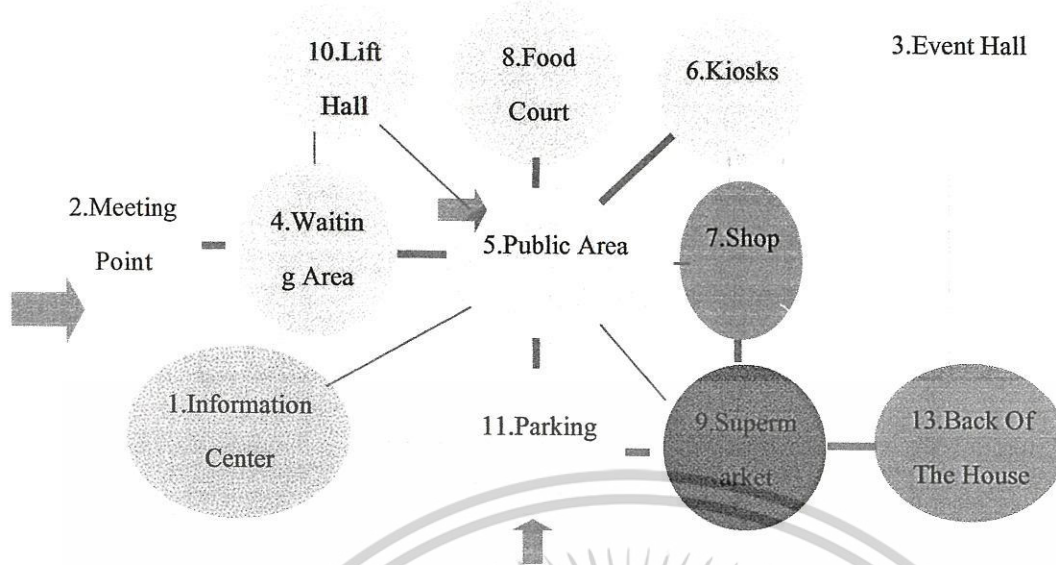 10.Lift
Hall
8.Food
Court
6.Kiosks
3.Event Hall
2.Meeting
Point
4.Waitin
g Area
5.Public Area
7.Shop
1.Information
Center
11.Parking
9.Superm
arket
13.Back Of
The House